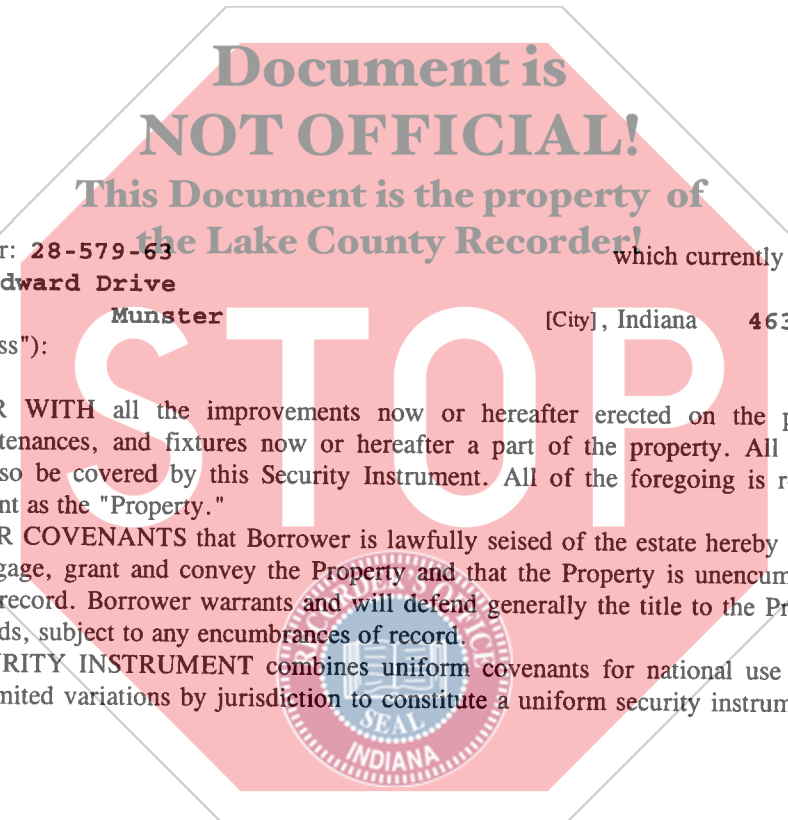 Document is
NOT OFFICIAL!
This Document is the property of
the Lake County Recorder!
r: 28-579-63 which currently
dward Drive
Munster [City], Indiana 463
ss"):
STOP
R WITH all the improvements now or hereafter erected on the p
tenances, and fixtures now or hereafter a part of the property. All
so be covered by this Security Instrument. All of the foregoing is r
nt as the "Property."
R COVENANTS that Borrower is lawfully seised of the estate hereby
gage, grant and convey the Property and that the Property is unencum
record. Borrower warrants and will defend generally the title to the Pr
ds, subject to any encumbrances of record.
RITY INSTRUMENT combines uniform covenants for national use
mited variations by jurisdiction to constitute a uniform security instrum
RECORDER'S OFFICE
SEAL
INDIANA